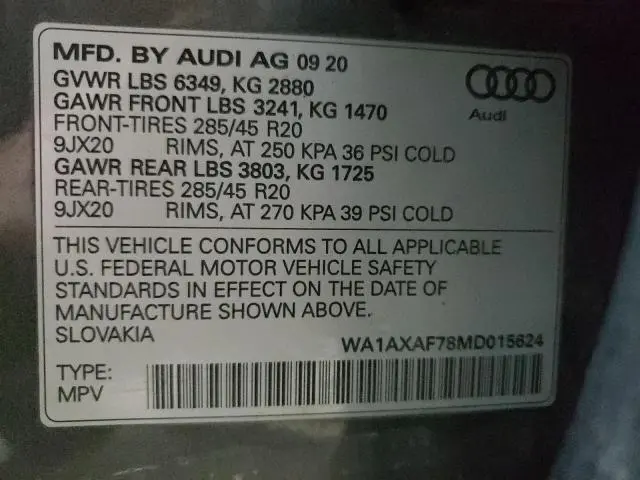 MFD. BY AUDI AG 09 20
GVWR LBS 6349, KG 2880
GAWR FRONT LBS 3241, KG 1470
FRONT-TIRES 285/45 R20
9JX20 RIMS, AT 250 KPA 36 PSI COLD
GAWR REAR LBS 3803, KG 1725
REAR-TIRES 285/45 R20
9JX20 RIMS, AT 270 KPA 39 PSI COLD
Audi
THIS VEHICLE CONFORMS TO ALL APPLICABLE
U.S. FEDERAL MOTOR VEHICLE SAFETY
STANDARDS IN EFFECT ON THE DATE OF
MANUFACTURE SHOWN ABOVE.
SLOVAKIA WA1AXAF78MD015624
TYPE:
MPV